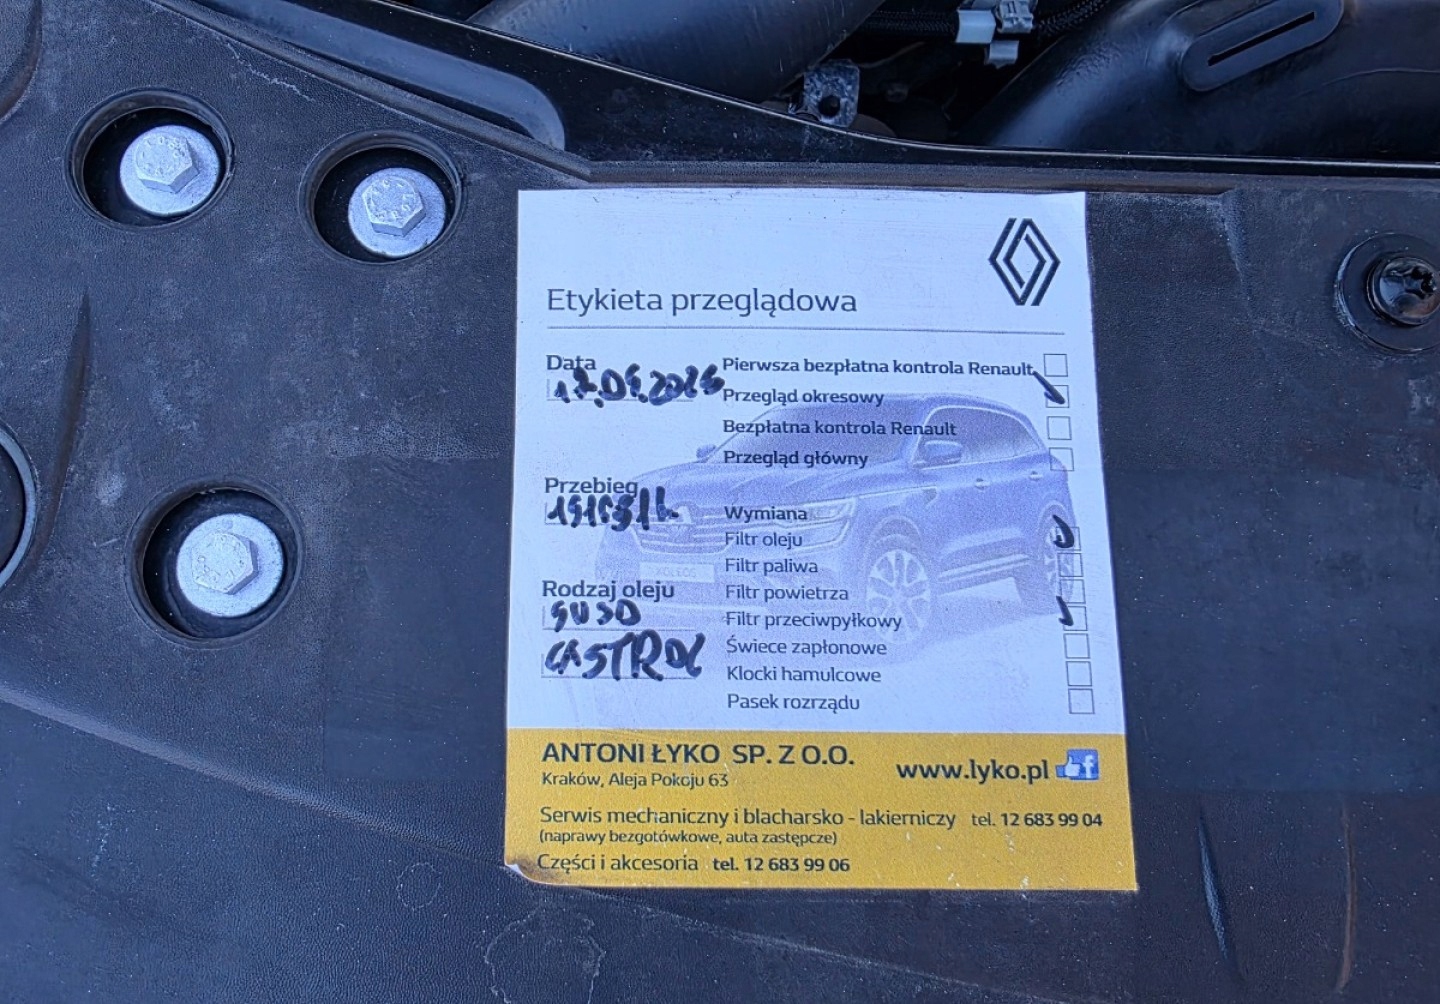 Etykieta przeglądowa
Data
Pierwsza bezpłatna kontrola Renault
Przegląd okresowy
Bezpłatna kontrola Renault
Przegląd główny
Przebieg
Wymiana
Filtr oleju
Filtr paliwa
Rodzaj oleju
Filtr powietrza
Filtr przeciwpyłkowy
CASTROL
Świece zapłonowe
Klocki hamulcowe
Pasek rozrządu
ANTONI ŁYKO SP. Z O.O.
Kraków, Aleja Pokoju 63
www.lyko.pl
Serwis mechaniczny i blacharsko - lakierniczy tel. 12 683 99 04
(naprawy bezgotówkowe, auta zastępcze)
Części i akcesoria tel. 12 683 99 06